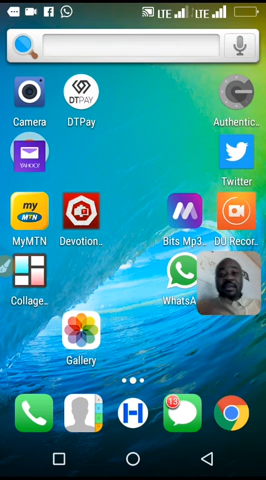 LTE LTE
Camera
DTPAY
DTPay
Authentic..
YAHOO!
Twitter
my
MTN
MyMTN
Devotion..
Bits Mp3..
DU Recor..
Collage..
WhatsA
Gallery
13
H